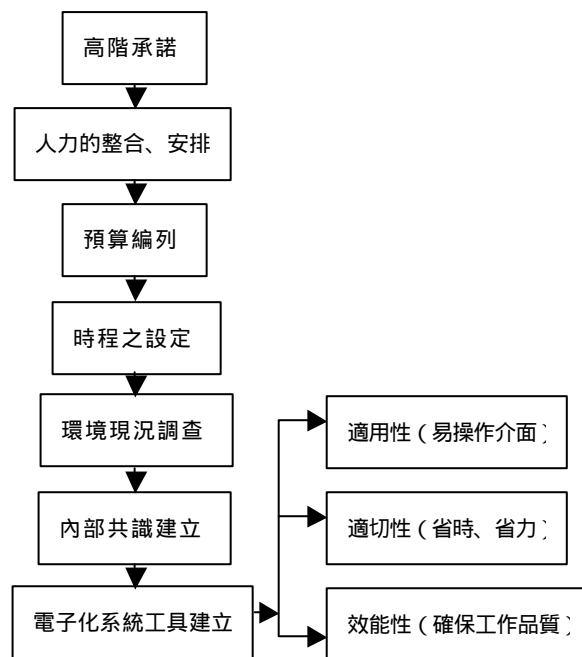 高階承諾
人力的整合、安排
預算編列
時程之設定
環境現況調查
適用性(易操作介面)
內部共識建立
適切性(省時、省力)
電子化系統工具建立
效能性(確保工作品質)